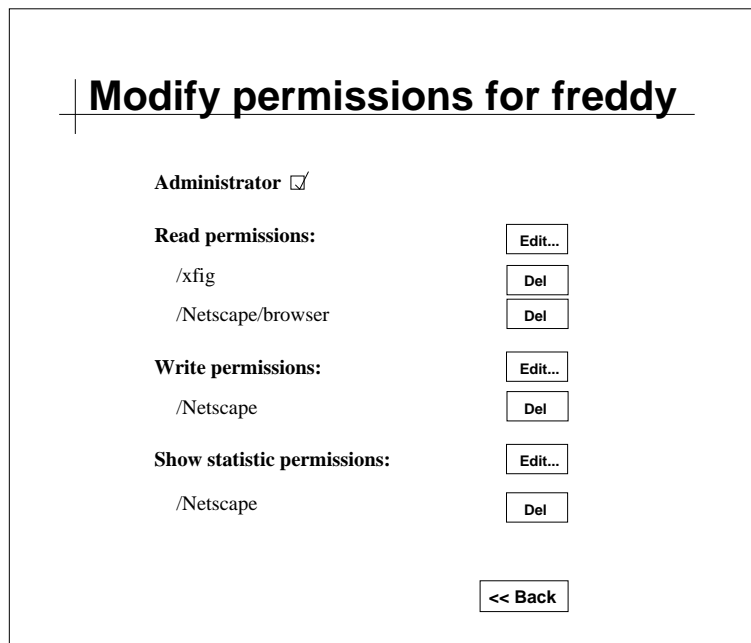 Modify permissions for freddy
Administrator
Read permissions: Edit...
/xfig Del
/Netscape/browser Del
Write permissions: Edit...
/Netscape Del
Show statistic permissions: Edit...
/Netscape Del
<< Back